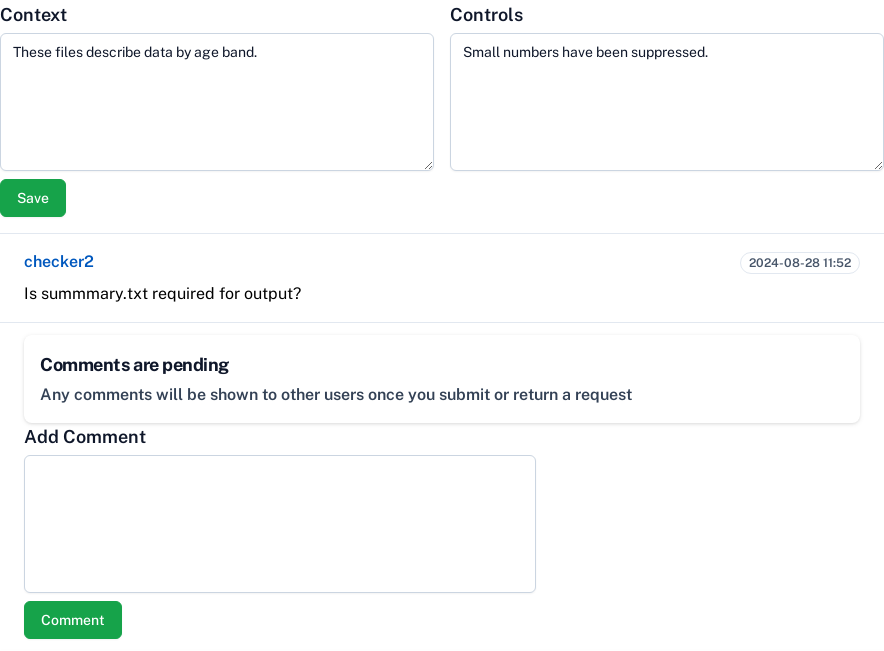 Context
Controls
These files describe data by age band.
Small numbers have been suppressed.
Save
checker2
2024-08-28 11:52
Is summmary.txt required for output?
Comments are pending
Any comments will be shown to other users once you submit or return a request
Add Comment
Comment